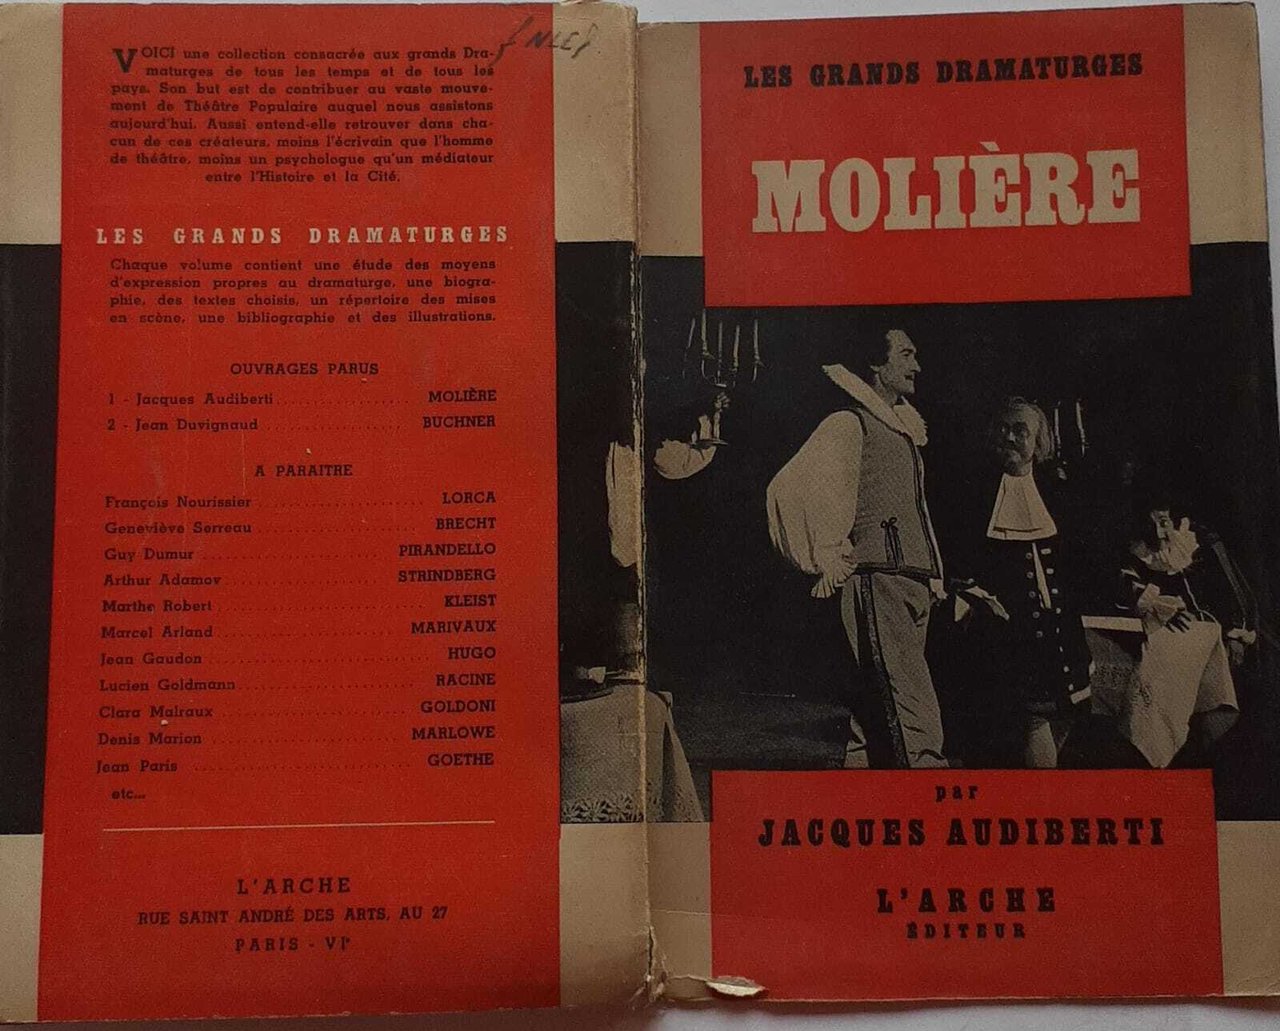 VOICI une collection consacrée aux grands Dra-
maturges de tous les temps et de tous les
pays. Son but est de contribuer au vaste mouve-
ment de Théâtre Populaire auquel nous assistons
aujourd'hui. Aussi entend-elle retrouver dans cha-
cun de ces créateurs, moins l'écrivain que l'homme
de théâtre, moins un psychologue qu'un médiateur
entre l'Histoire et la Cité.
LES GRANDS DRAMATURGES
Chaque volume contient une étude des moyens
d'expression propres au dramaturge, une biogra-
phie, des textes choisis, un répertoire des mises
en scène, une bibliographie et des illustrations.
OUVRAGES PARUS
1 - Jacques Audiberti MOLIÈRE
2 - Jean Duvignaud BUCHNER
A PARAITRE
François Nourissier LORCA
Geneviève Serreau BRECHT
Guy Dumur PIRANDELLO
Arthur Adamov STRINDBERG
Marthe Robert KLEIST
Marcel Arland MARIVAUX
Jean Gaudon HUGO
Lucien Goldmann RACINE
Clara Malraux GOLDONI
Denis Marion MARLOWE
Jean Paris GOETHE
etc...
L'ARCHE
RUE SAINT ANDRÉ DES ARTS, AU 27
PARIS - VIe
LES GRANDS DRAMATURGES
MOLIÈRE
par
JACQUES AUDIBERTI
L'ARCHE
ÉDITEUR